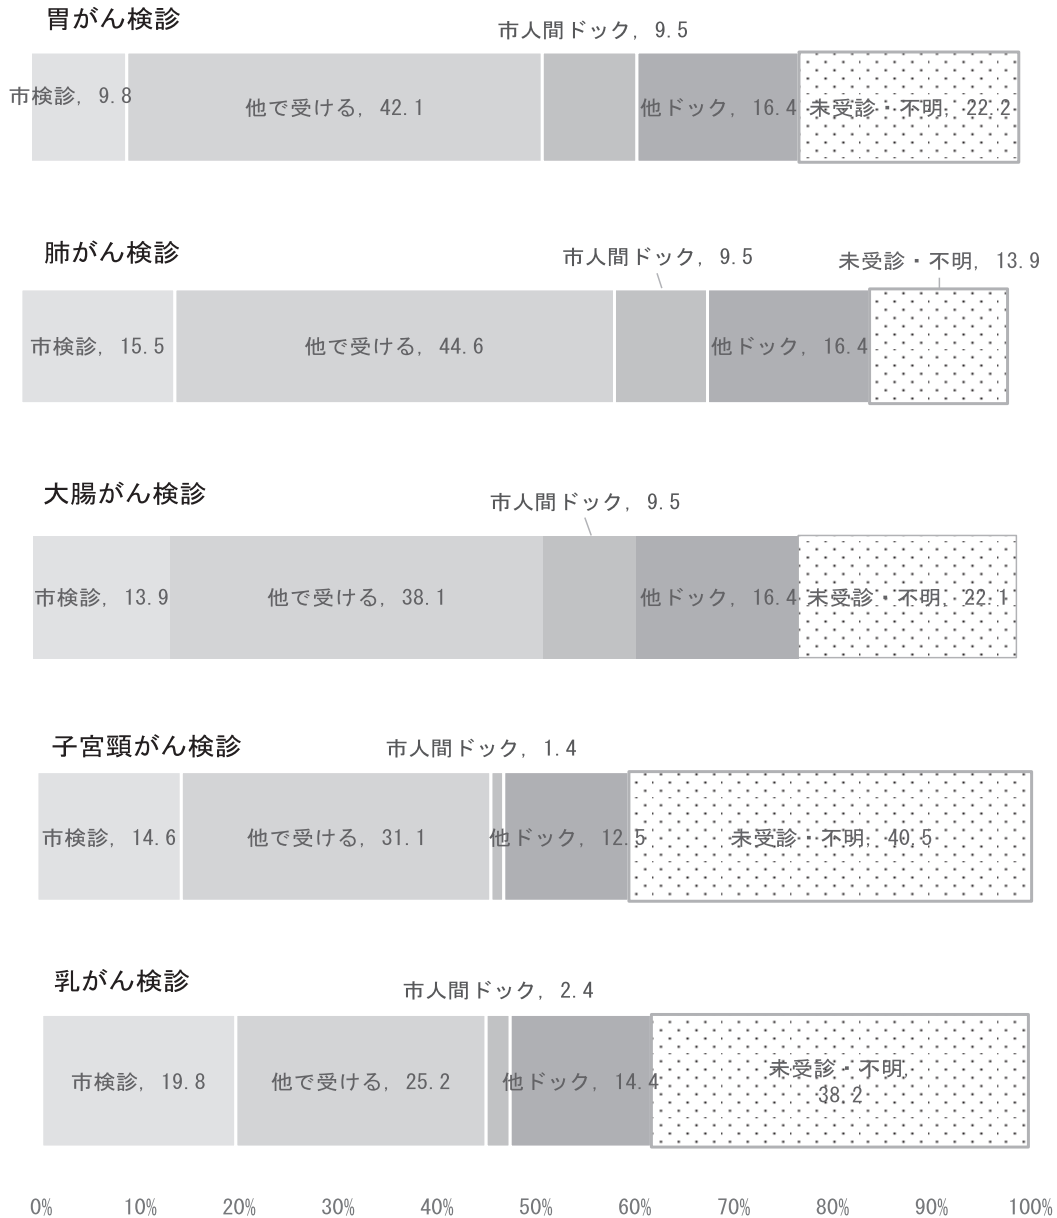 胃がん検診
市人間ドック, 9.5
市検診, 9.8
他で受ける, 42.1
他ドック, 16.4
未受診・不明, 22.2
肺がん検診
市人間ドック, 9.5
未受診・不明, 13.9
市検診, 15.5
他で受ける, 44.6
他ドック, 16.4
大腸がん検診
市人間ドック, 9.5
市検診, 13.9
他で受ける, 38.1
他ドック, 16.4
未受診・不明, 22.1
子宮頸がん検診
市人間ドック, 1.4
市検診, 14.6
他で受ける, 31.1
他ドック, 12.5
未受診・不明, 40.5
乳がん検診
市人間ドック, 2.4
市検診, 19.8
他で受ける, 25.2
他ドック, 14.4
未受診・不明,
38.2
0% 10% 20% 30% 40% 50% 60% 70% 80% 90% 100%